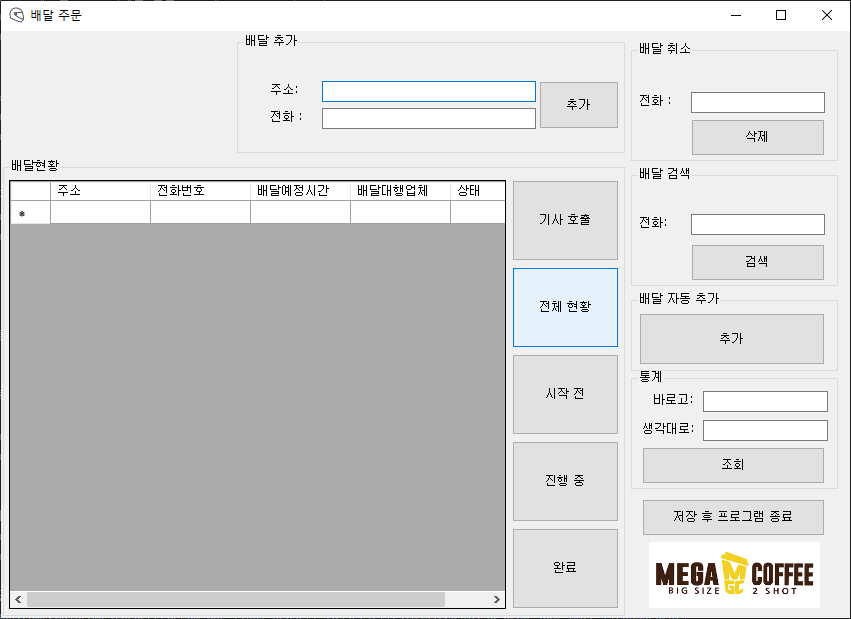 배달 주문
배달 추가
주소:
전화 :
추가
배달 취소
전화 :
삭제
배달현황
주소 전화번호 배달예정시간 배달대행업체 상태
기사 호출
전체 현황
시작 전
진행 중
완료
배달 검색
전화:
검색
배달 자동 추가
추가
통계
바로고:
생각대로:
조회
저장 후 프로그램 종료
MEGA MGC COFFEE
BIG SIZE 2 SHOT